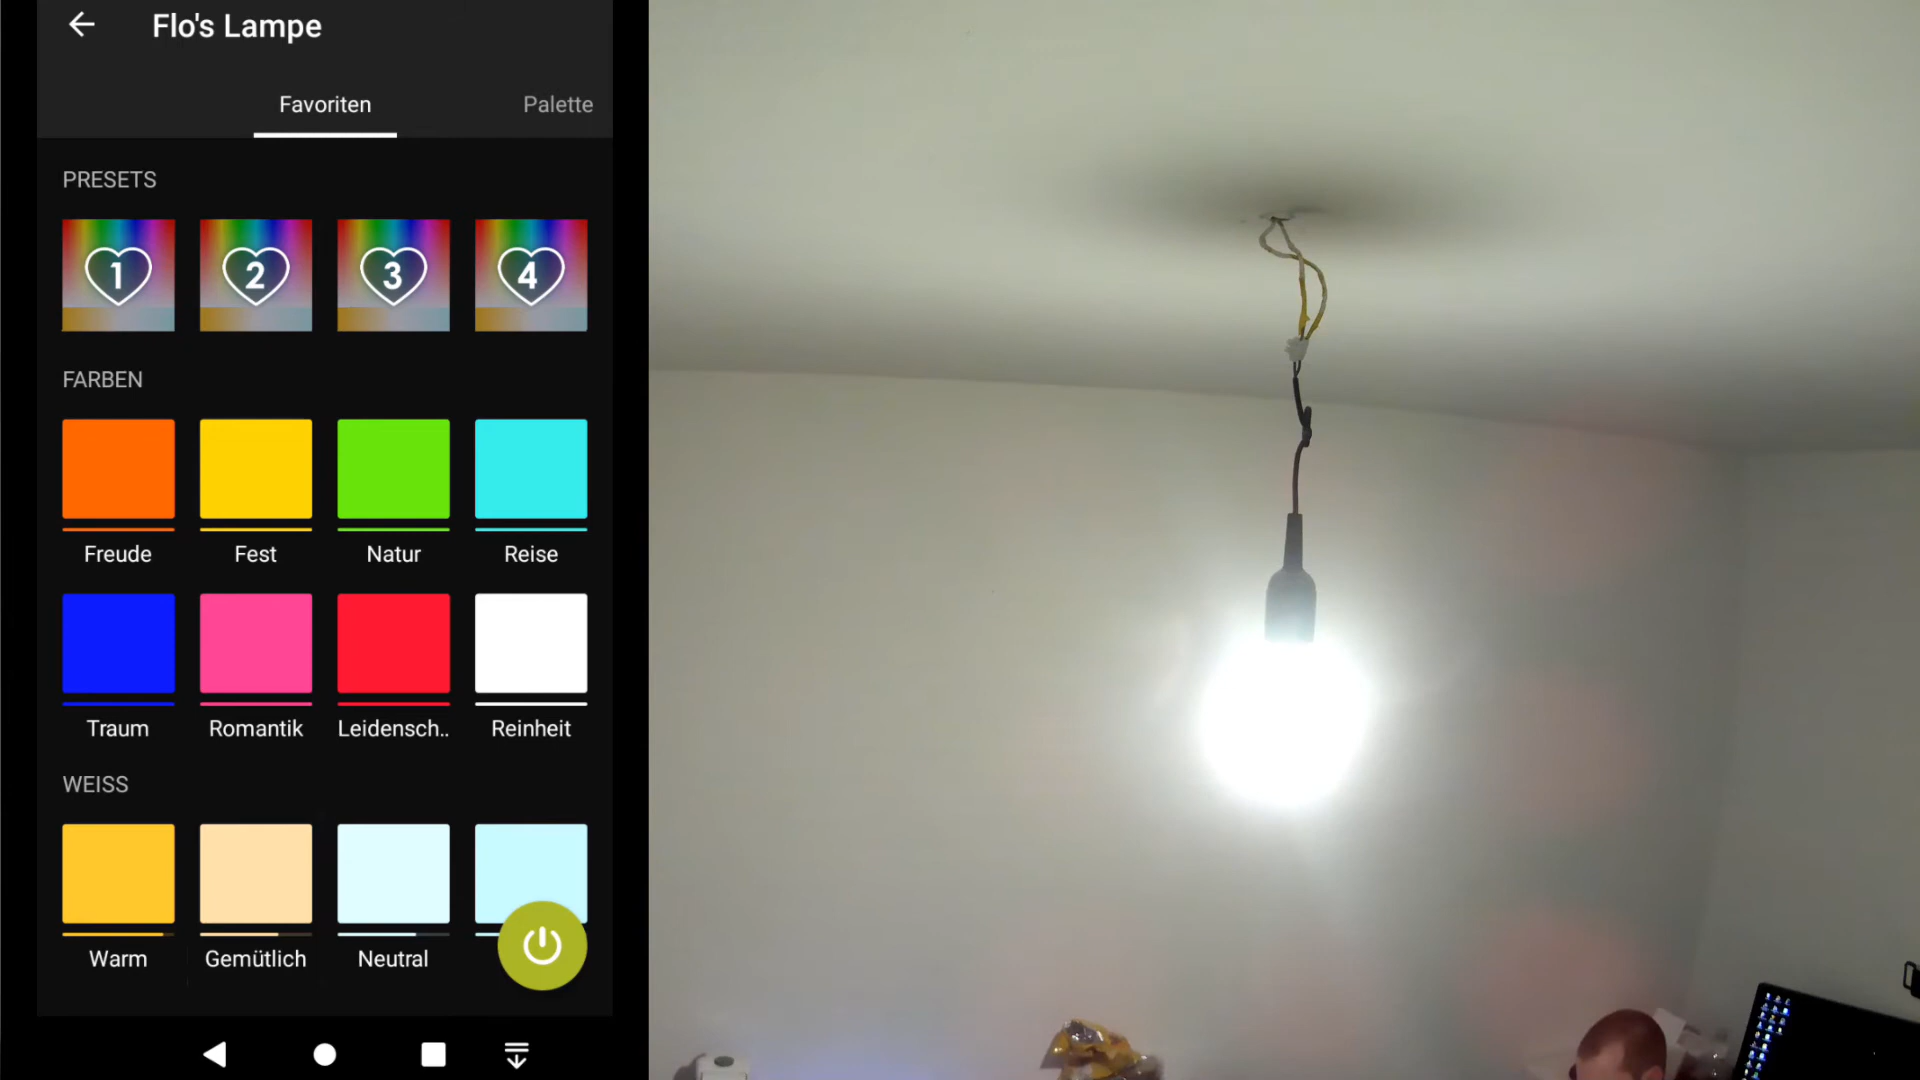 Flo's Lampe
Favoriten
Palette
PRESETS
1 2 3 4
FARBEN
Freude Fest Natur Reise
Traum Romantik Leidensch.. Reinheit
WEISS
Warm Gemütlich Neutral